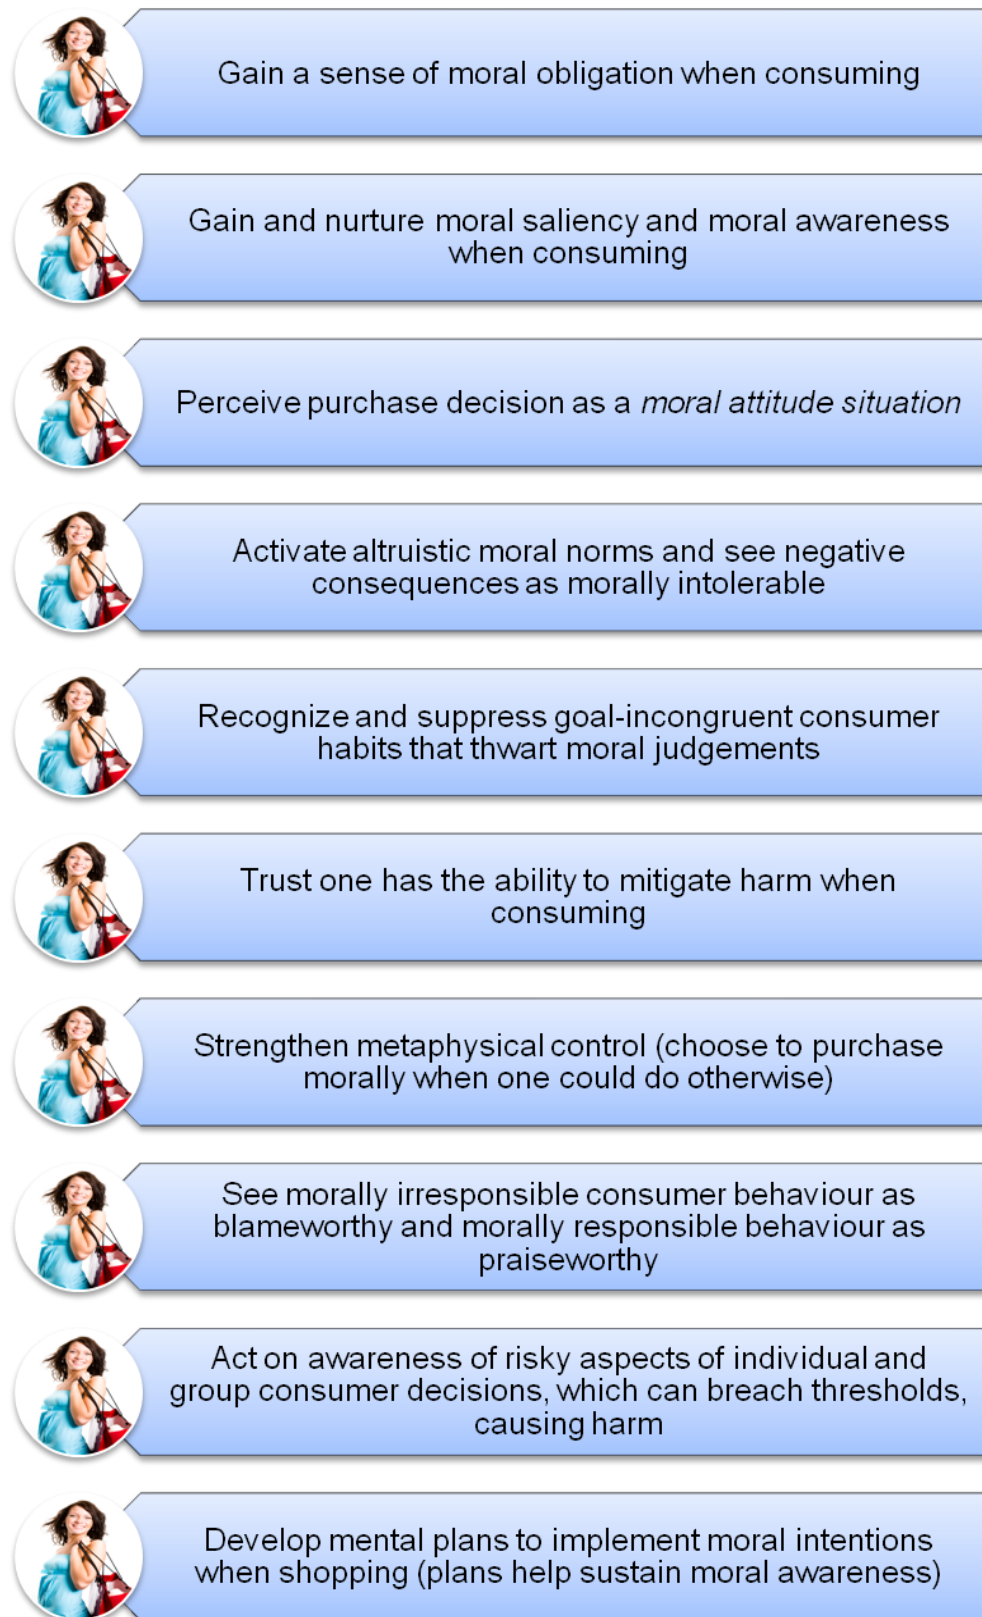 Gain a sense of moral obligation when consuming
Gain and nurture moral saliency and moral awareness
when consuming
Perceive purchase decision as a moral attitude situation
Activate altruistic moral norms and see negative
consequences as morally intolerable
Recognize and suppress goal-incongruent consumer
habits that thwart moral judgements
Trust one has the ability to mitigate harm when
consuming
Strengthen metaphysical control (choose to purchase
morally when one could do otherwise)
See morally irresponsible consumer behaviour as
blameworthy and morally responsible behaviour as
praiseworthy
Act on awareness of risky aspects of individual and
group consumer decisions, which can breach thresholds,
causing harm
Develop mental plans to implement moral intentions
when shopping (plans help sustain moral awareness)